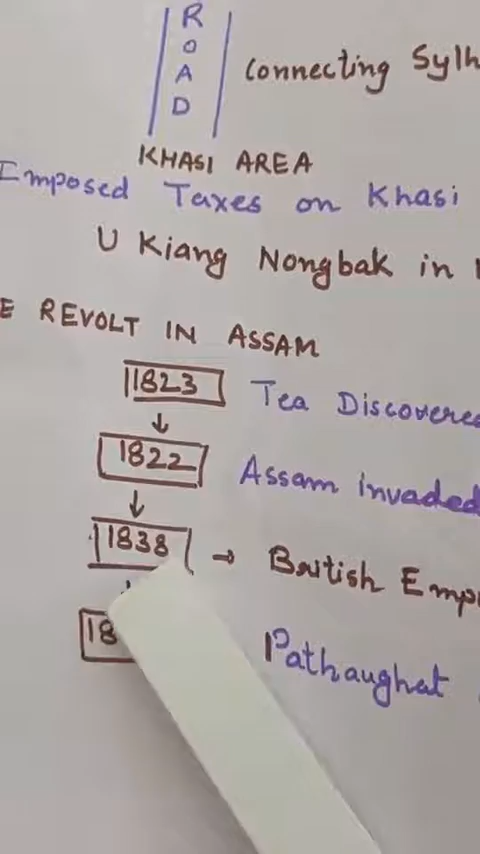 ROAD
Connecting Sylh
KHASI AREA
Imposed Taxes on Khasi
U Kiang Nongbak in
E REVOLT IN ASSAM
1823 Tea Discovere
1822 Assam invaded
1838 → British Emp
18 Pathaughat